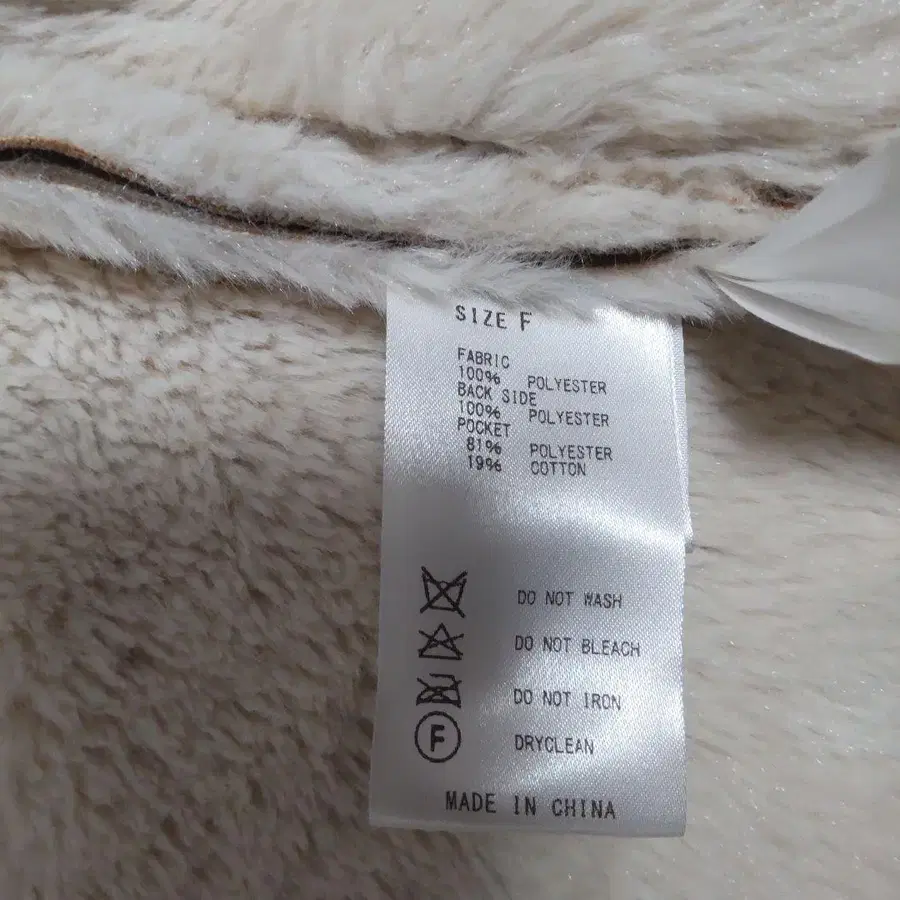 SIZE F
FABRIC
100% POLYESTER
BACK SIDE
100% POLYESTER
POCKET
81% POLYESTER
19% COTTON
DO NOT WASH
DO NOT BLEACH
DO NOT IRON
F DRYCLEAN
MADE IN CHINA